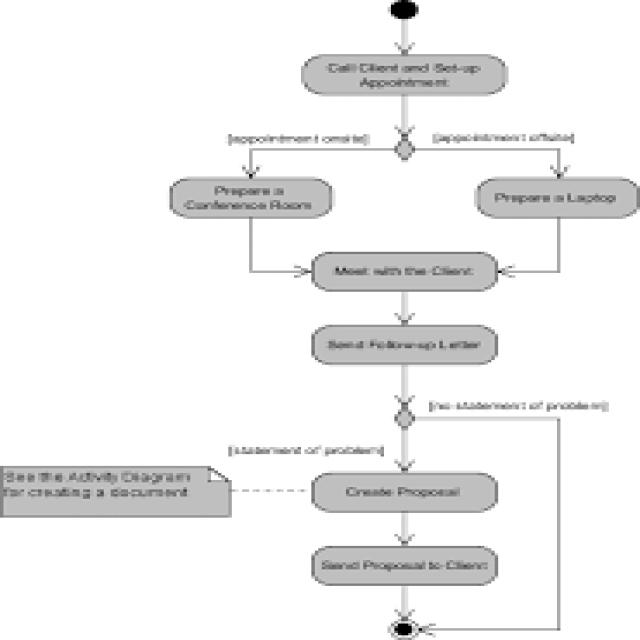 Call Client and Set-up
Appointment
[appointment onsite]
[appointment offsite]
Prepare a
Conference Room
Prepare a Laptop
Meet with the Client
Send Follow-up Letter
[no statement of problem]
[statement of problem]
See the Activity Diagram
for creating a document
Create Proposal
Send Proposal to Client